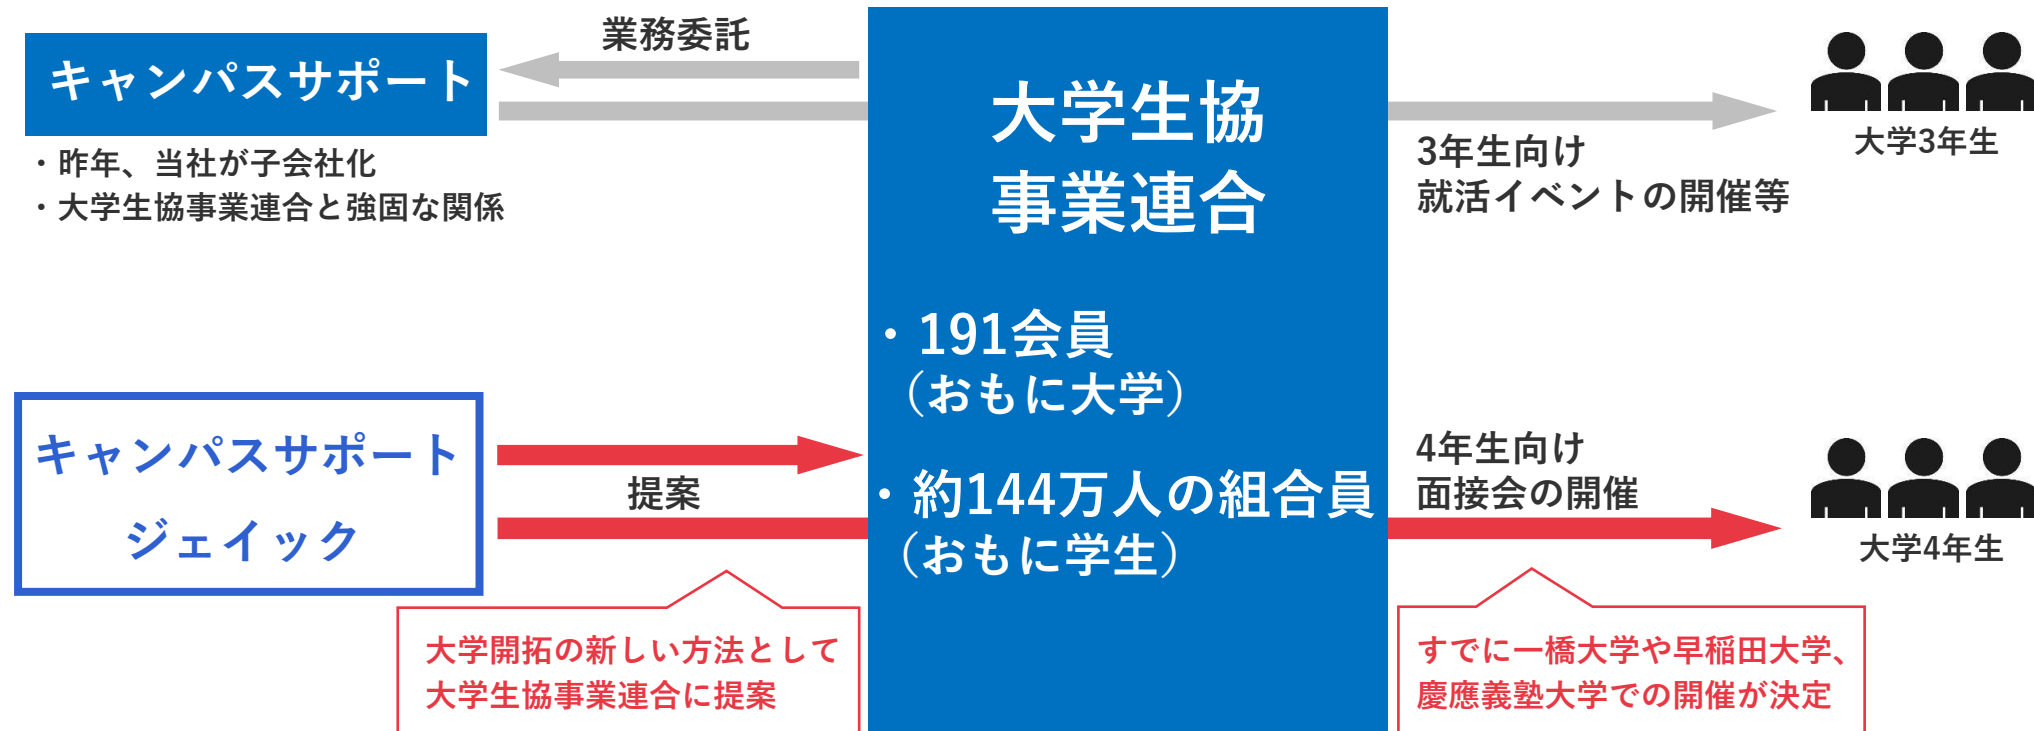 キャンパスサポート
・昨年、当社が子会社化
・大学生協事業連合と強固な関係
業務委託
大学生協
事業連合
・191会員
（おもに大学）
・約144万人の組合員
（おもに学生）
3年生向け
就活イベントの開催等
大学3年生
キャンパスサポート
ジェイック
提案
4年生向け
面接会の開催
大学4年生
大学開拓の新しい方法として
大学生協事業連合に提案
すでに一橋大学や早稲田大学、
慶應義塾大学での開催が決定